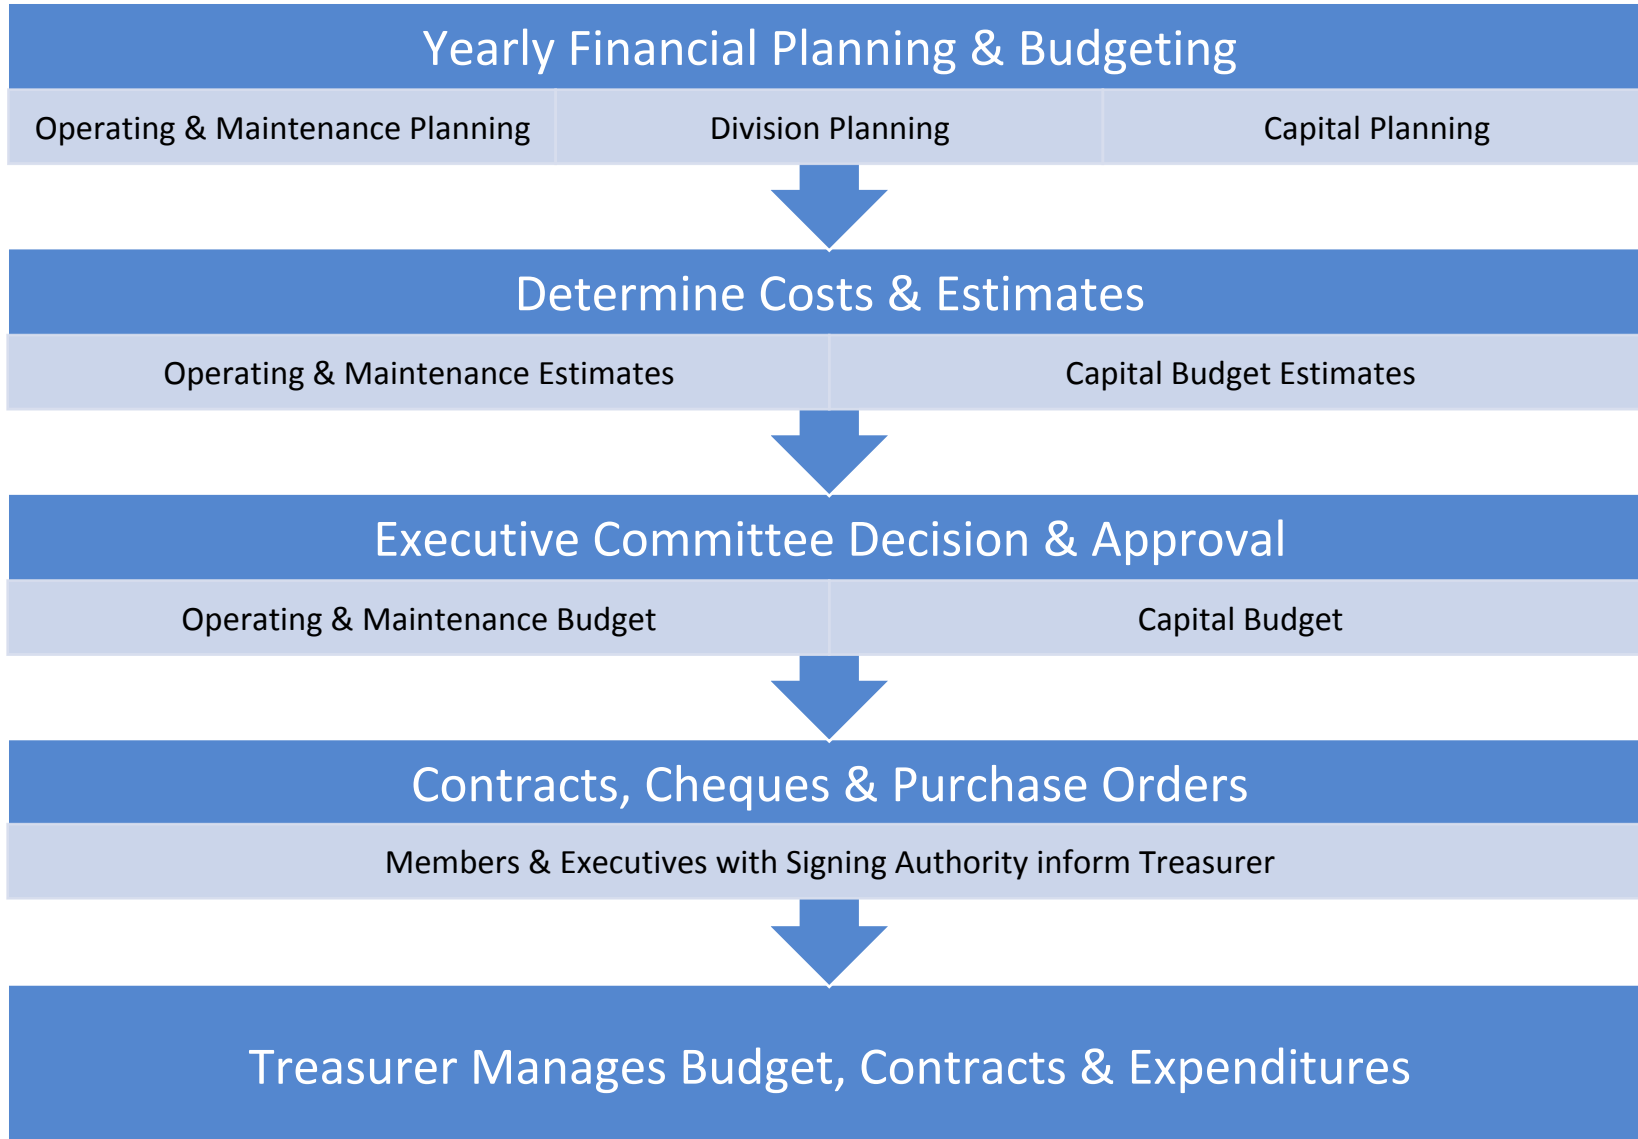 Yearly Financial Planning & Budgeting
Operating & Maintenance Planning
Division Planning
Capital Planning
Determine Costs & Estimates
Operating & Maintenance Estimates
Capital Budget Estimates
Executive Committee Decision & Approval
Operating & Maintenance Budget
Capital Budget
Contracts, Cheques & Purchase Orders
Members & Executives with Signing Authority inform Treasurer
Treasurer Manages Budget, Contracts & Expenditures